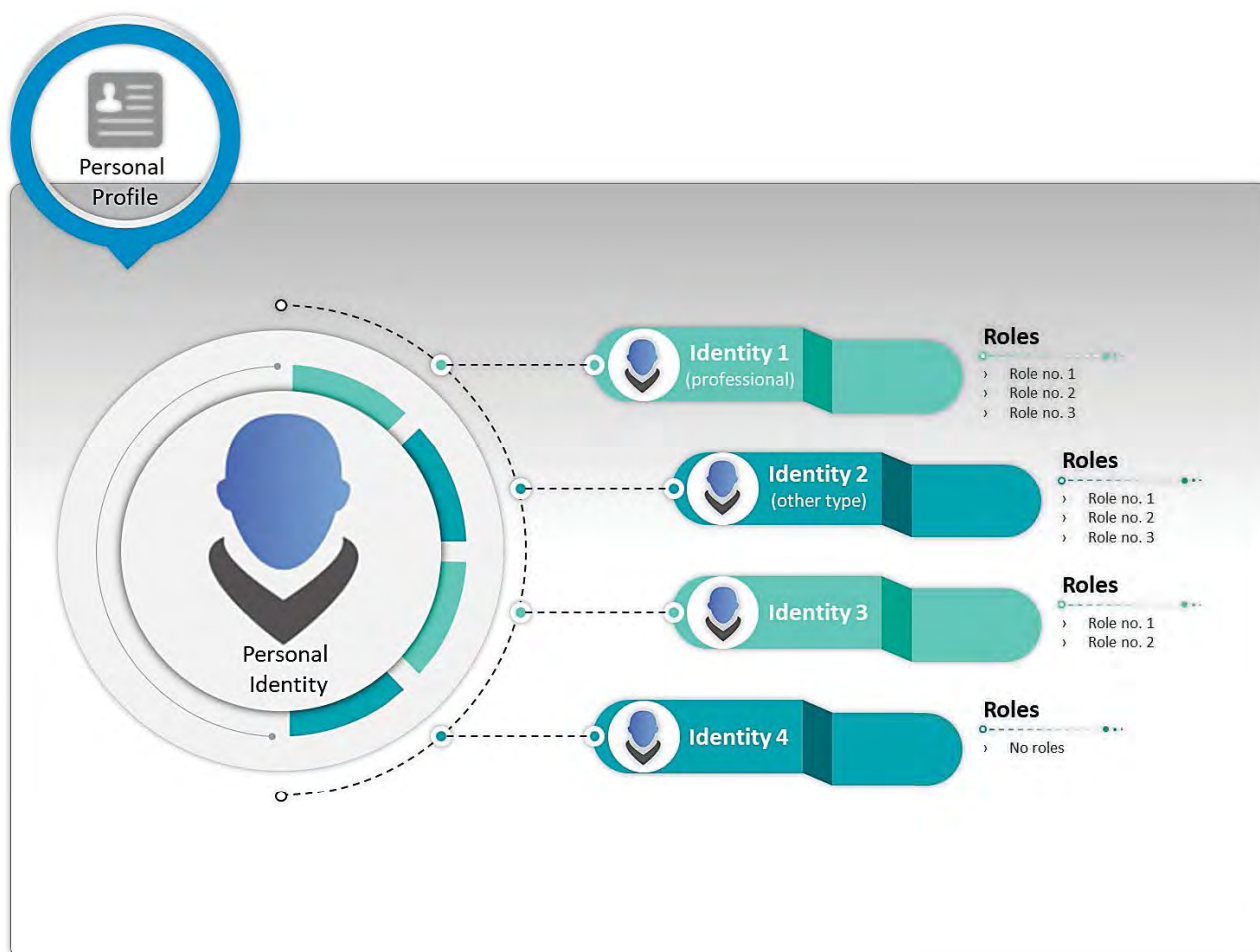 Personal
Profile
Personal
Identity
Identity 1
(professional)
Roles
› Role no. 1
› Role no. 2
› Role no. 3
Identity 2
(other type)
Roles
› Role no. 1
› Role no. 2
› Role no. 3
Identity 3
Roles
› Role no. 1
› Role no. 2
Identity 4
Roles
› No roles